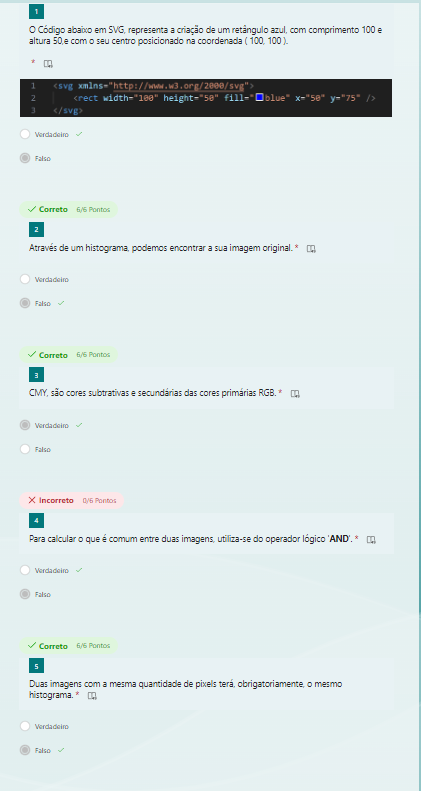 1
O Código abaixo em SVG, representa a criação de um retângulo azul, com comprimento 100 e
altura 50,e com o seu centro posicionado na coordenada ( 100, 100 ).
*
1 <svg xmlns="http://www.w3.org/2000/svg">
2 <rect width="100" height="50" fill="blue" x="50" y="75" />
3 </svg>
Verdadeiro
Falso
Correto 6/6 Pontos
2
Através de um histograma, podemos encontrar a sua imagem original. *
Verdadeiro
Falso
Correto 6/6 Pontos
3
CMY, são cores subtrativas e secundárias das cores primárias RGB. *
Verdadeiro
Falso
Incorreto 0/6 Pontos
4
Para calcular o que é comum entre duas imagens, utiliza-se do operador lógico 'AND'. *
Verdadeiro
Falso
Correto 6/6 Pontos
5
Duas imagens com a mesma quantidade de pixels terá, obrigatoriamente, o mesmo
histograma. *
Verdadeiro
Falso